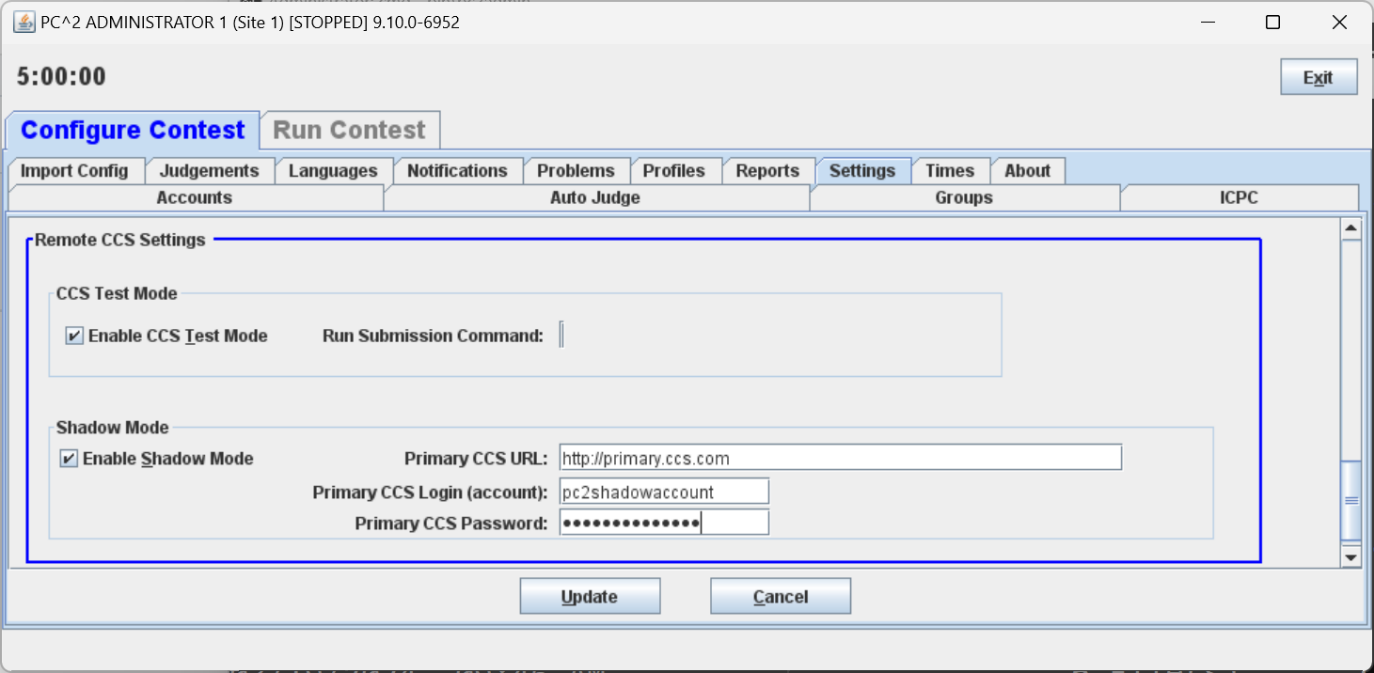 PC^2 ADMINISTRATOR 1 (Site 1) [STOPPED] 9.10.0-6952
5:00:00
Exit
Configure Contest Run Contest
Import Config Judgements Languages Notifications Problems Profiles Reports Settings Times About
Accounts Auto Judge Groups ICPC
Remote CCS Settings
CCS Test Mode
Enable CCS Test Mode Run Submission Command:
Shadow Mode
Enable Shadow Mode Primary CCS URL: http://primary.ccs.com
Primary CCS Login (account): pc2shadowaccount
Primary CCS Password: ••••••••••••••
Update Cancel